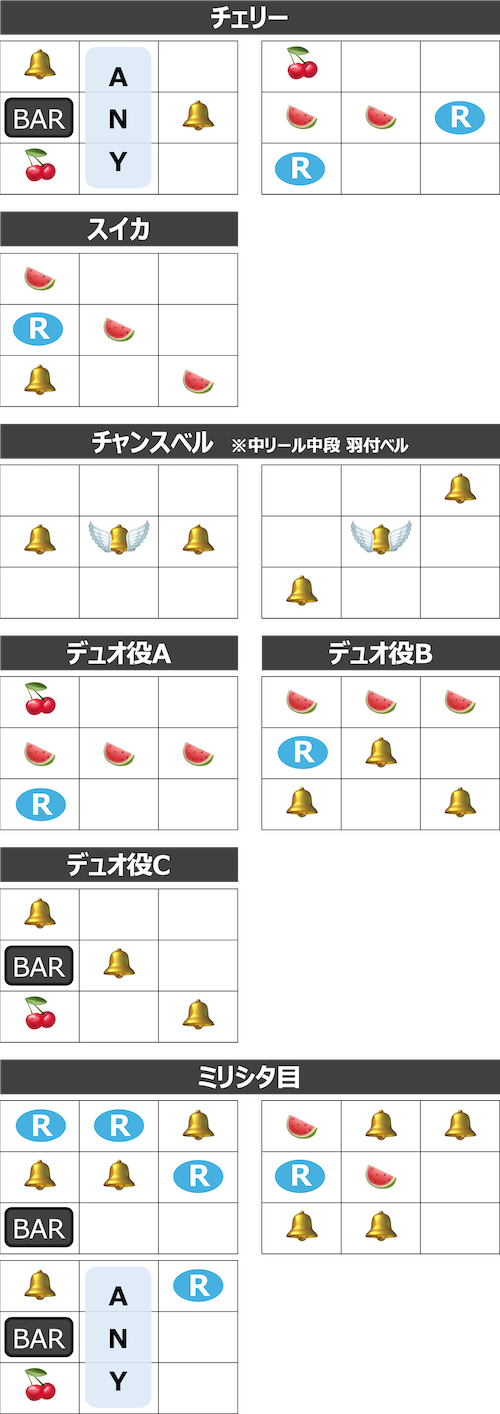 チェリー
A
BAR N R
Y R
スイカ
R
チャンスベル ※中リール中段 羽付ベル
デュオ役A デュオ役B
R
R
デュオ役C
BAR
ミリシタ目
R R
R R
BAR
R
A
BAR N
Y